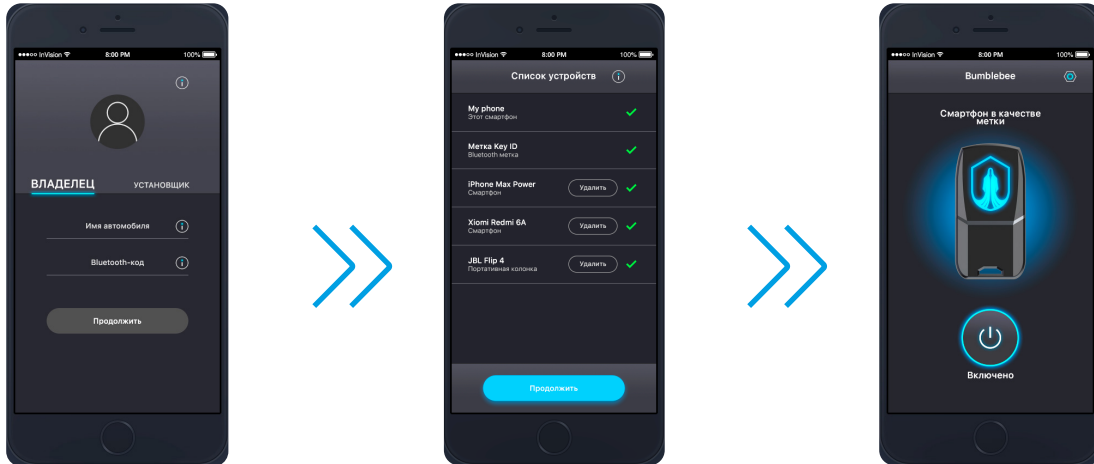 ●●●●○ InVision 8:00 PM 100%
ВЛАДЕЛЕЦ УСТАНОВЩИК
Имя автомобиля
Bluetooth-код
Продолжить
●●●●○ InVision 8:00 PM 100%
Список устройств
My phone
Этот смартфон
Метка Key ID
Bluetooth метка
iPhone Max Power
Смартфон
Удалить
Xiomi Redmi 6A
Смартфон
Удалить
JBL Flip 4
Портативная колонка
Удалить
Продолжить
●●●●○ InVision 8:00 PM 100%
Bumblebee
Смартфон в качестве
метки
Включено